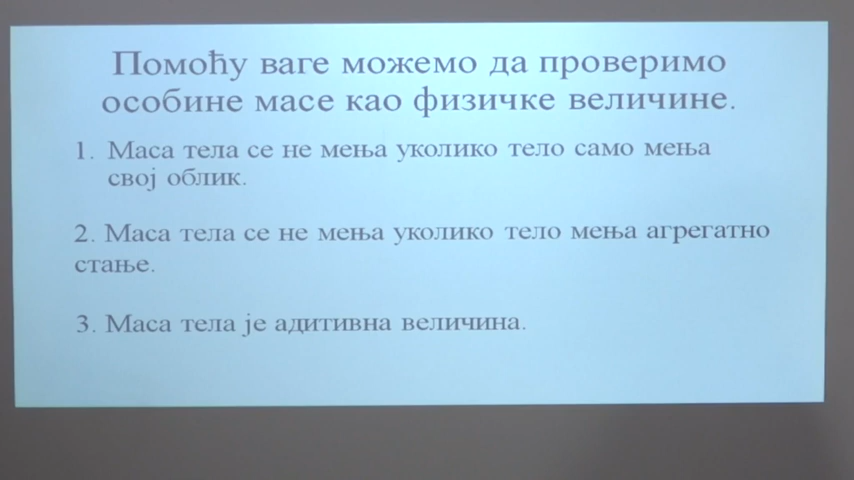 Помоћу ваге можемо да проверимо
особине масе као физичке величине.
1. Маса тела се не мења уколико тело само мења
свој облик.
2. Маса тела се не мења уколико тело мења агрегатно
стање.
3. Маса тела је адитивна величина.